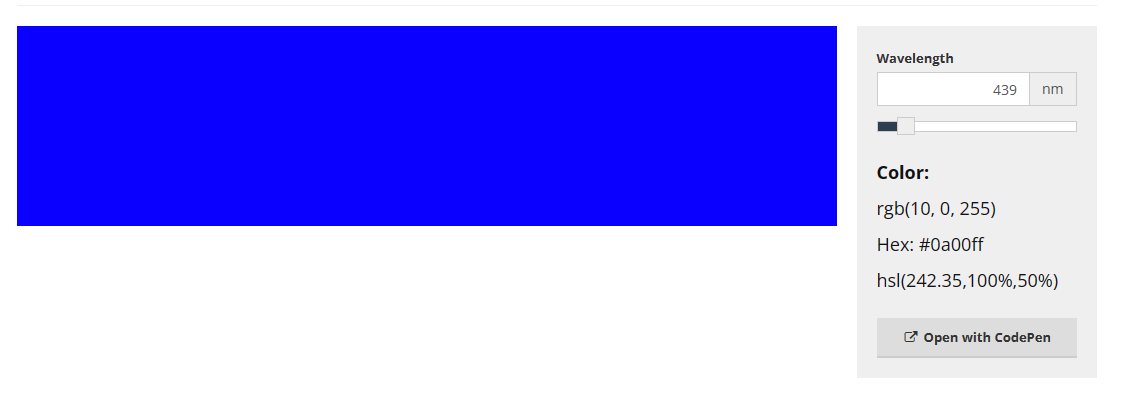 Wavelength
439 nm
Color:
rgb(10, 0, 255)
Hex: #0a00ff
hsl(242.35,100%,50%)
Open with CodePen